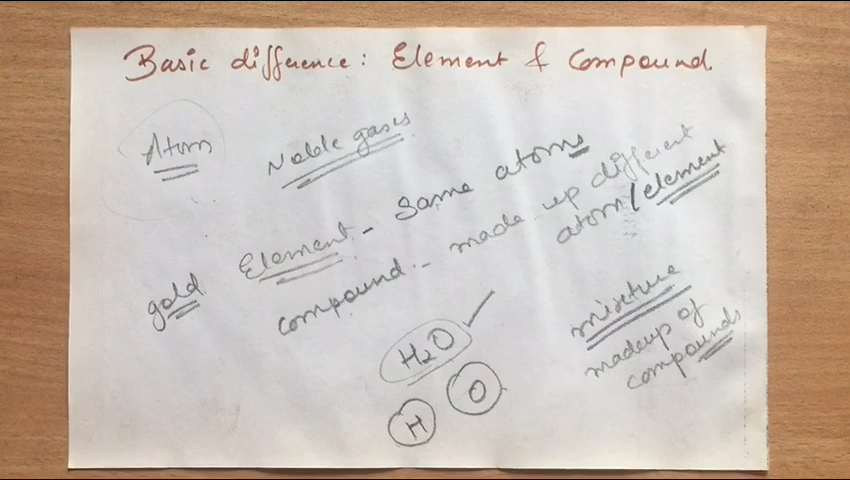 Basic difference: Element & Compound
Atom
Noble gases
gold
Element - Same atoms
compound - made up different
atom/element
H₂O
H
O
mixture
madeup of
compounds